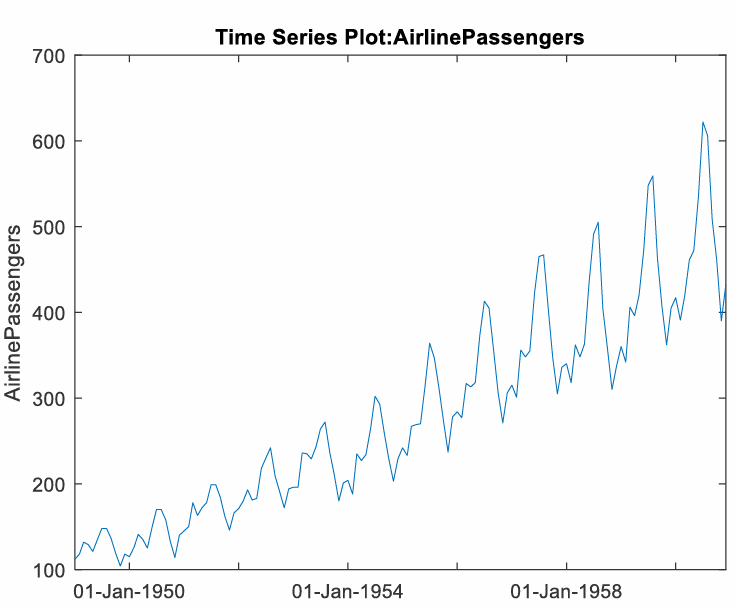 Time Series Plot:AirlinePassengers
700
600
500
400
300
200
100
AirlinePassengers
01-Jan-1950
01-Jan-1954
01-Jan-1958